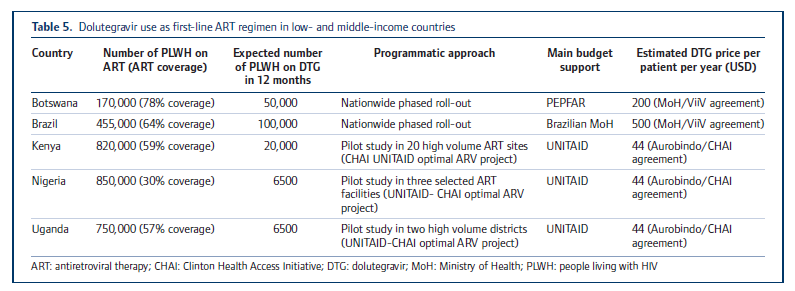 Table 5. Dolutegravir use as first-line ART regimen in low- and middle-income countries
Country Number of PLWH on Expected number Programmatic approach Main budget Estimated DTG price per
ART (ART coverage) of PLWH on DTG support patient per year (USD)
in 12 months
Botswana 170,000 (78% coverage) 50,000 Nationwide phased roll-out PEPFAR 200 (MoH/ViiV agreement)
Brazil 455,000 (64% coverage) 100,000 Nationwide phased roll-out Brazilian MoH 500 (MoH/ViiV agreement)
Kenya 820,000 (59% coverage) 20,000 Pilot study in 20 high volume ART sites UNITAID 44 (Aurobindo/CHAI
(CHAI UNITAID optimal ARV project) agreement)
Nigeria 850,000 (30% coverage) 6500 Pilot study in three selected ART UNITAID 44 (Aurobindo/CHAI
facilities (UNITAID- CHAI optimal ARV agreement)
project)
Uganda 750,000 (57% coverage) 6500 Pilot study in two high volume districts UNITAID 44 (Aurobindo/CHAI
(UNITAID-CHAI optimal ARV project) agreement)
ART: antiretroviral therapy; CHAI: Clinton Health Access Initiative; DTG: dolutegravir; MoH: Ministry of Health; PLWH: people living with HIV